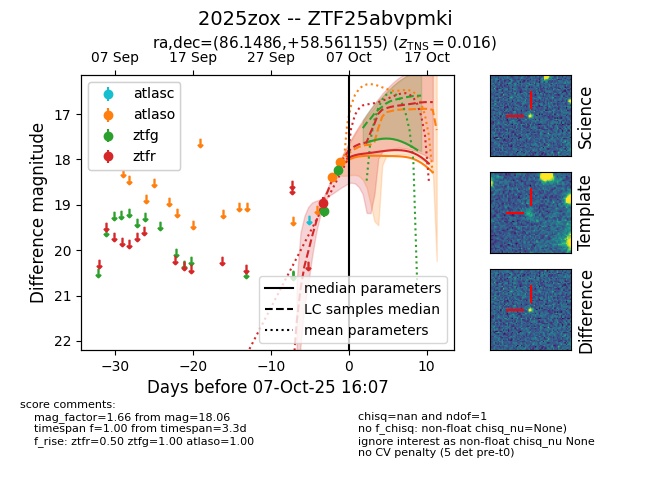 2025zox -- ZTF25abvpmki
ra,dec=(86.1486,+58.561155) (z_TNS = 0.016)
07 Sep 17 Sep 27 Sep 07 Oct 17 Oct
atlasc
atlaso
ztfg
ztfr
17
18
19
20
21
22
Difference magnitude
median parameters
LC samples median
mean parameters
−30 −20 −10 0 10
Days before 07-Oct-25 16:07
Science
Template
Difference
score comments:
mag_factor=1.66 from mag=18.06
timespan f=1.00 from timespan=3.3d
f_rise: ztfr=0.50 ztfg=1.00 atlaso=1.00
chisq=nan and ndof=1
no f_chisq: non-float chisq_nu=None)
ignore interest as non-float chisq_nu None
no CV penalty (5 det pre-t0)